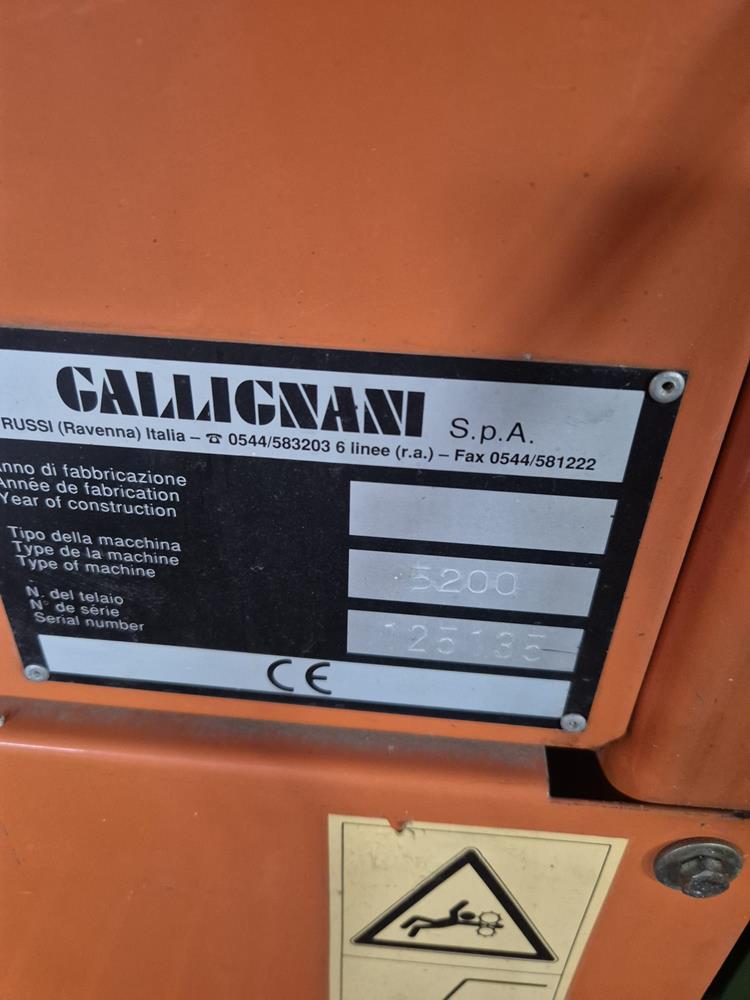 GALLIGNANI S.p.A.
RUSSI (Ravenna) Italia – ☎ 0544/583203 6 linee (r.a.) – Fax 0544/581222
Anno di fabbricazione
Année de fabrication
Year of construction
Tipo della macchina
Type de la machine
Type of machine
5200
N. del telaio
N° de série
Serial number
125135
CE